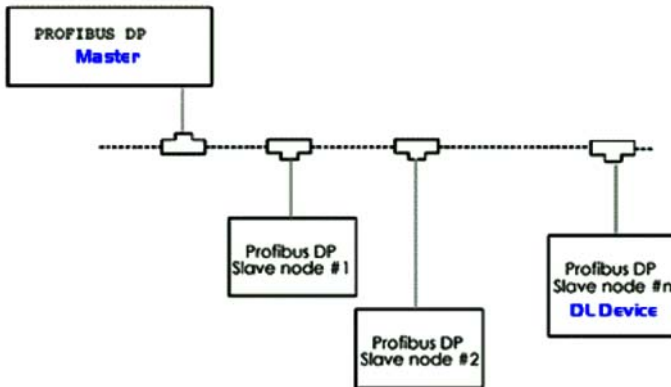 PROFIBUS DP
Master
Profibus DP
Slave node #1
Profibus DP
Slave node #2
Profibus DP
Slave node #n
DL Device